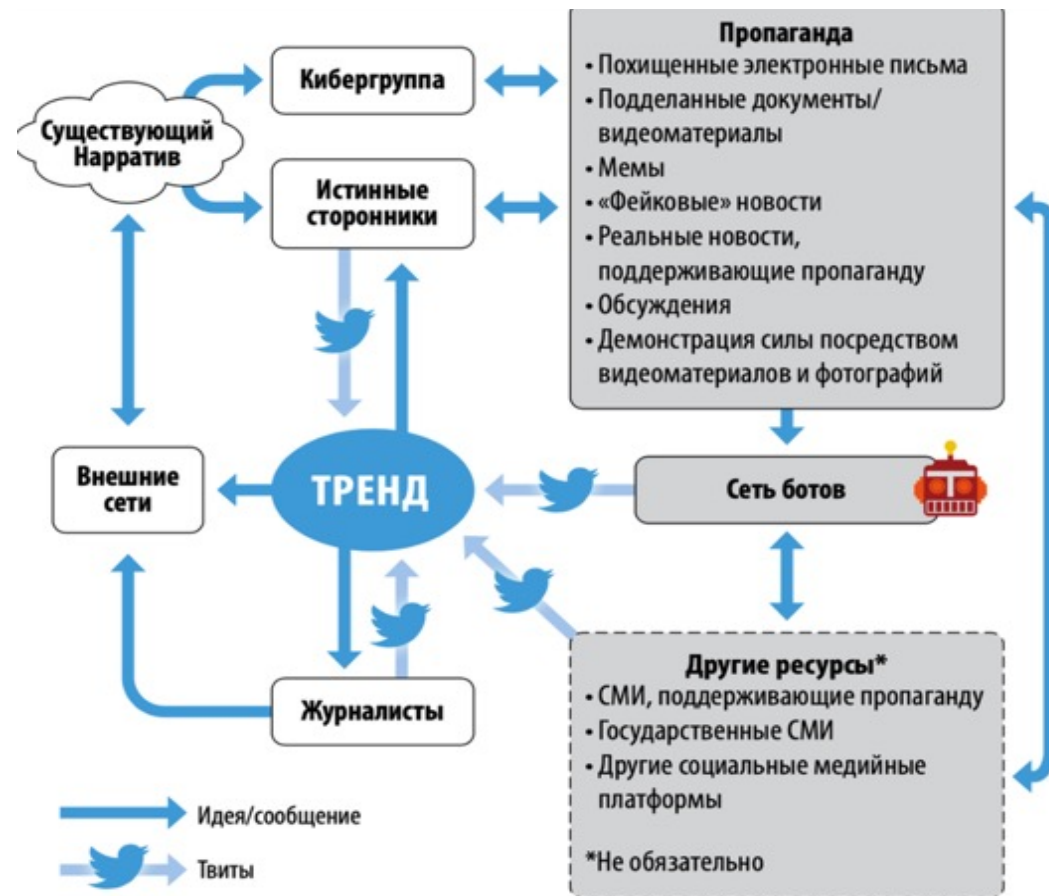 Пропаганда
• Похищенные электронные письма
• Подделанные документы/
видеоматериалы
• Мемы
• «Фейковые» новости
• Реальные новости,
поддерживающие пропаганду
• Обсуждения
• Демонстрация силы посредством
видеоматериалов и фотографий
Кибергруппа
Существующий
Нарратив
Истинные
сторонники
Внешние
сети
ТРЕНД
Сеть ботов
Журналисты
Другие ресурсы*
• СМИ, поддерживающие пропаганду
• Государственные СМИ
• Другие социальные медийные
платформы
*Не обязательно
Идея/сообщение
Твиты